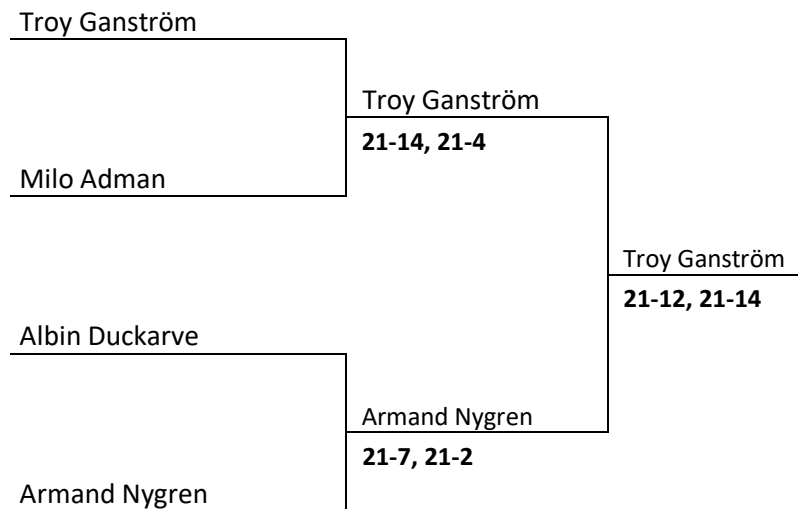 Troy Ganström
Troy Ganström
21-14, 21-4
Milo Adman
Troy Ganström
21-12, 21-14
Albin Duckarve
Armand Nygren
21-7, 21-2
Armand Nygren